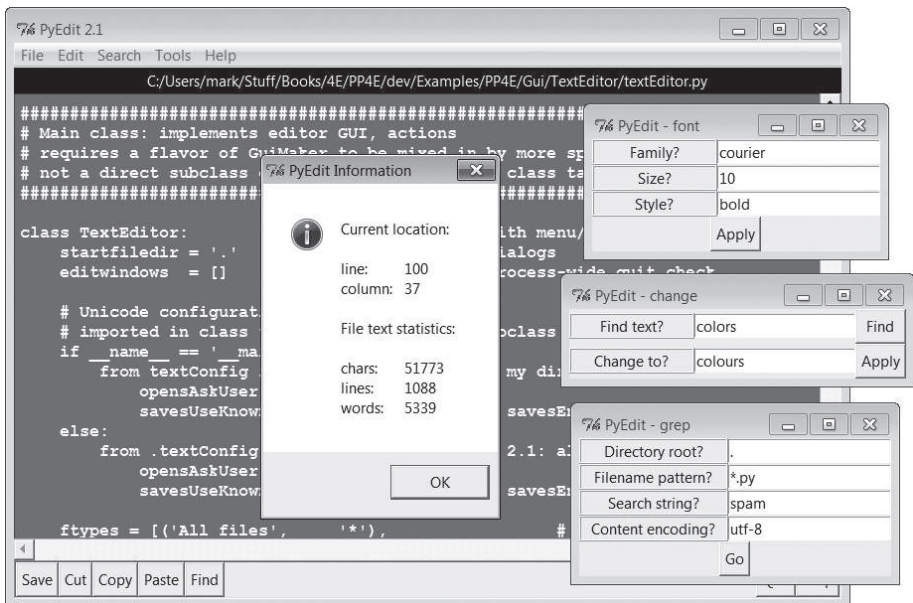 PyEdit 2.1
File Edit Search Tools Help
C:/Users/mark/Stuff/Books/4E/PP4E/dev/Examples/PP4E/Gui/TextEditor/textEditor.py
################################################################
# Main class: implements editor GUI, actions
# requires a flavor of GuiMaker to be mixed in by more sp
# not a direct subclass class ta
################################################################
class TextEditor: ith menu/
startfiledir = '.' ialogs
editwindows = [] rocess-wide quit check
# Unicode configurat
# imported in class bclass
if __name__ == '__ma
from textConfig my di
opensAskUser
savesUseKnow savesE
else:
from .textConfig 2.1: a
opensAskUser
savesUseKnow savesE
ftypes = [('All files', '*'), #
Save Cut Copy Paste Find
PyEdit Information
Current location:
line: 100
column: 37
File text statistics:
chars: 51773
lines: 1088
words: 5339
OK
PyEdit - font
Family? courier
Size? 10
Style? bold
Apply
PyEdit - change
Find text? colors Find
Change to? colours Apply
PyEdit - grep
Directory root? .
Filename pattern? *.py
Search string? spam
Content encoding? utf-8
Go